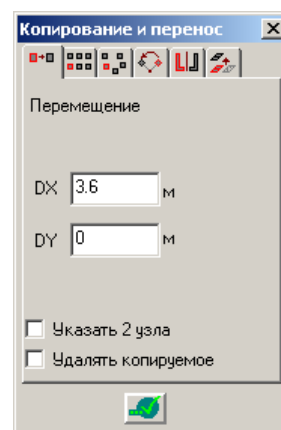 Копирование и перенос
Перемещение
DX 3.6 м
DY 0 м
Указать 2 узла
Удалять копируемое